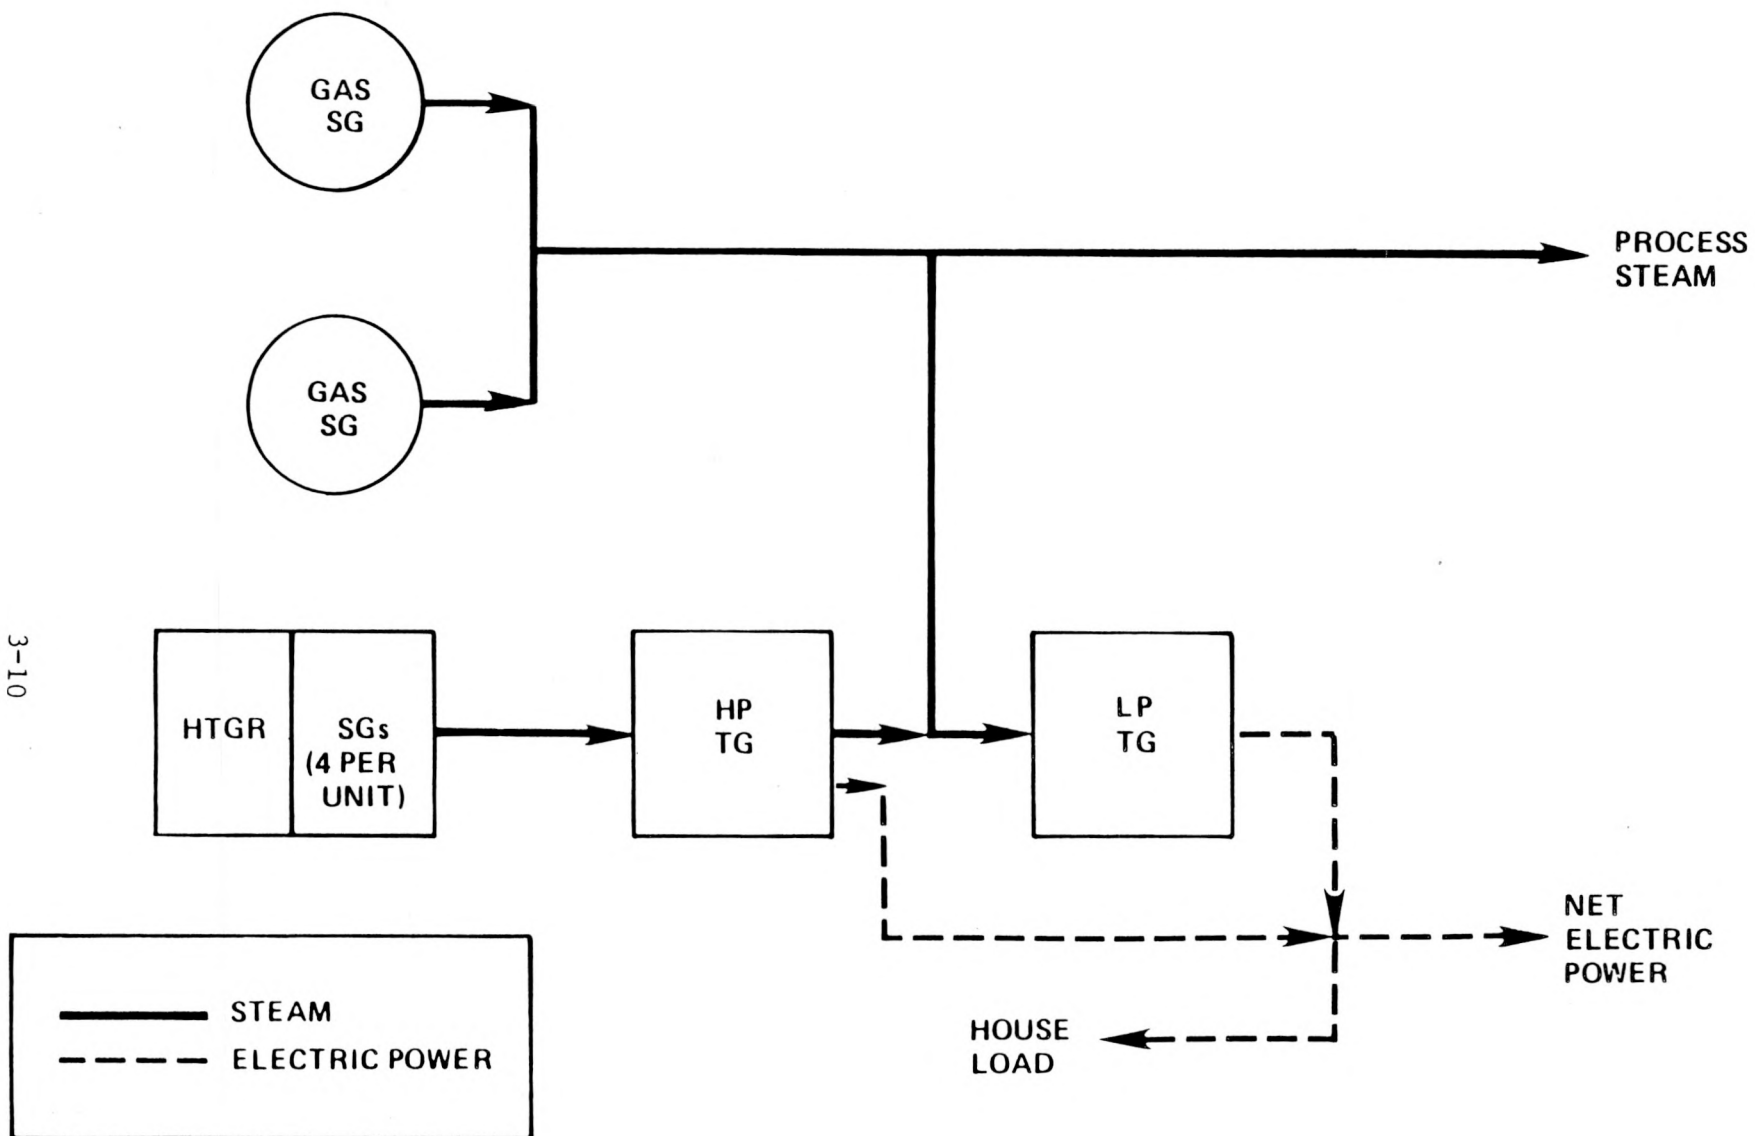 GAS
SG
PROCESS
STEAM
GAS
SG
3-10
HTGR
SGs
(4 PER
UNIT)
HP
TG
LP
TG
NET
ELECTRIC
POWER
STEAM
ELECTRIC POWER
HOUSE
LOAD